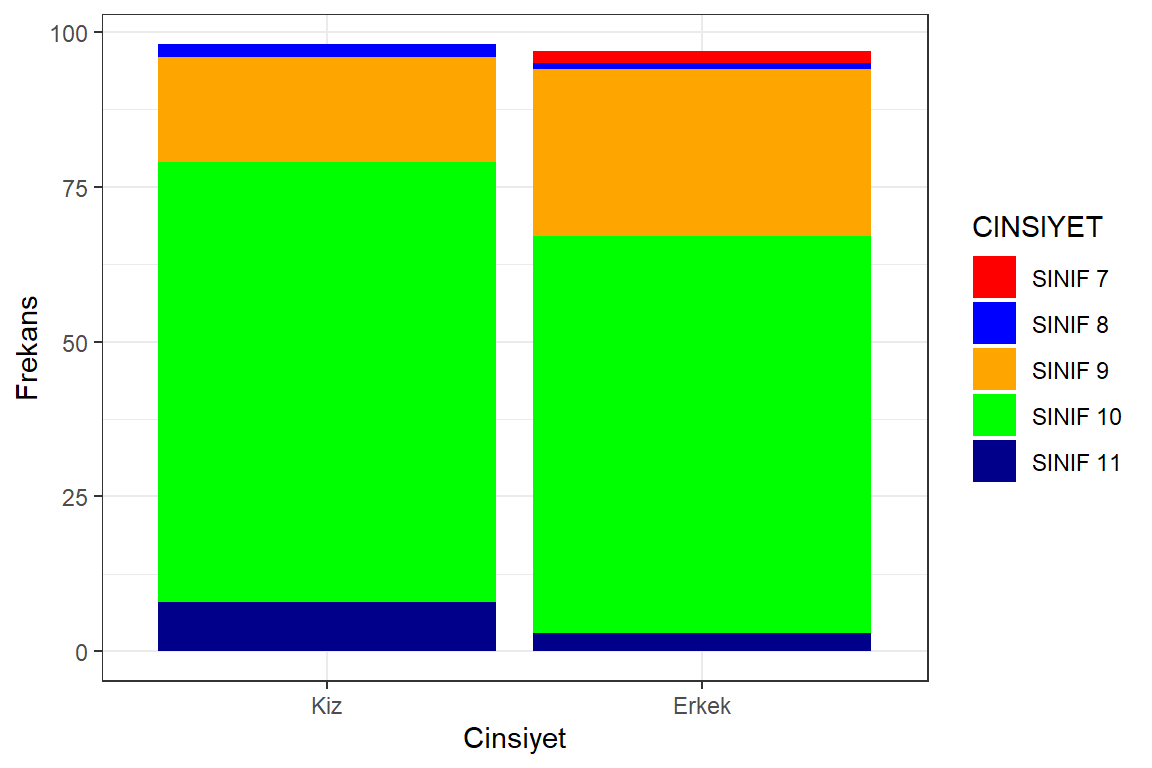 100
75
50
25
0
Frekans
Kiz
Erkek
Cinsiyet
CINSIYET
SINIF 7
SINIF 8
SINIF 9
SINIF 10
SINIF 11